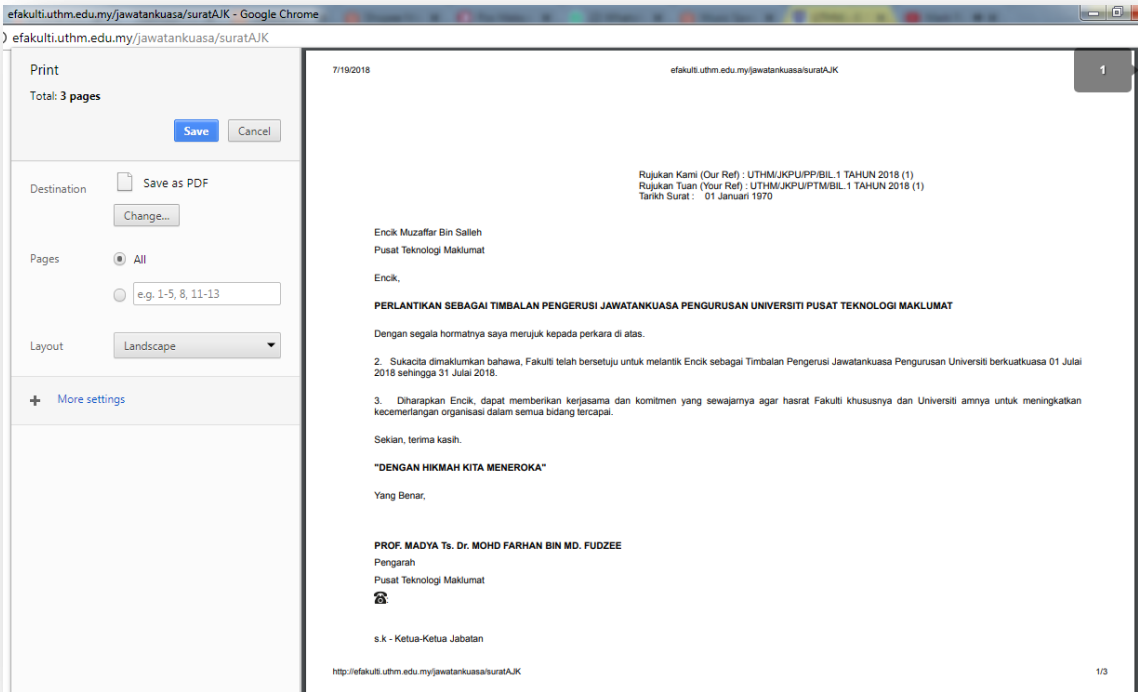 efakulti.uthm.edu.my/jawatankuasa/suratAJK - Google Chrome
efakulti.uthm.edu.my/jawatankuasa/suratAJK
Print
Total: 3 pages
Save
Cancel
Destination
Save as PDF
Change...
Pages
All
e.g. 1-5, 8, 11-13
Layout
Landscape
More settings
7/19/2018
efakulti.uthm.edu.my/jawatankuasa/suratAJK
1
Rujukan Kami (Our Ref) : UTHM/JKPU/PP/BIL.1 TAHUN 2018 (1)
Rujukan Tuan (Your Ref) : UTHM/JKPU/PTM/BIL.1 TAHUN 2018 (1)
Tarikh Surat : 01 Januari 1970
Encik Muzaffar Bin Salleh
Pusat Teknologi Maklumat
Encik,
PERLANTIKAN SEBAGAI TIMBALAN PENGERUSI JAWATANKUASA PENGURUSAN UNIVERSITI PUSAT TEKNOLOGI MAKLUMAT
Dengan segala hormatnya saya merujuk kepada perkara di atas.
2. Sukacita dimaklumkan bahawa, Fakulti telah bersetuju untuk melantik Encik sebagai Timbalan Pengerusi Jawatankuasa Pengurusan Universiti berkuatkuasa 01 Julai
2018 sehingga 31 Julai 2018.
3. Diharapkan Encik, dapat memberikan kerjasama dan komitmen yang sewajarnya agar hasrat Fakulti khususnya dan Universiti amnya untuk meningkatkan
kecemerlangan organisasi dalam semua bidang tercapai.
Sekian, terima kasih.
"DENGAN HIKMAH KITA MENEROKA"
Yang Benar,
PROF. MADYA Ts. Dr. MOHD FARHAN BIN MD. FUDZEE
Pengarah
Pusat Teknologi Maklumat
☎:
s.k - Ketua-Ketua Jabatan
http://efakulti.uthm.edu.my/jawatankuasa/suratAJK
1/3